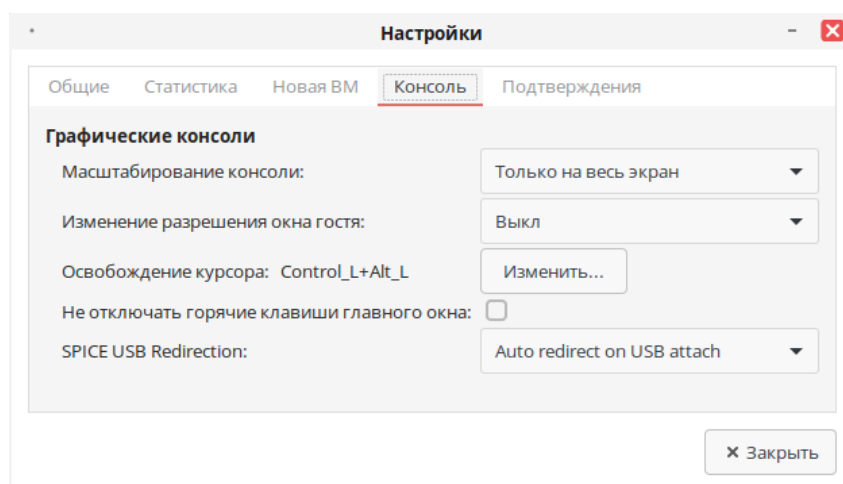 Настройки
Общие Статистика Новая ВМ Консоль Подтверждения
Графические консоли
Масштабирование консоли: Только на весь экран
Изменение разрешения окна гостя: Выкл
Освобождение курсора: Control_L+Alt_L Изменить...
Не отключать горячие клавиши главного окна:
SPICE USB Redirection: Auto redirect on USB attach
Закрыть